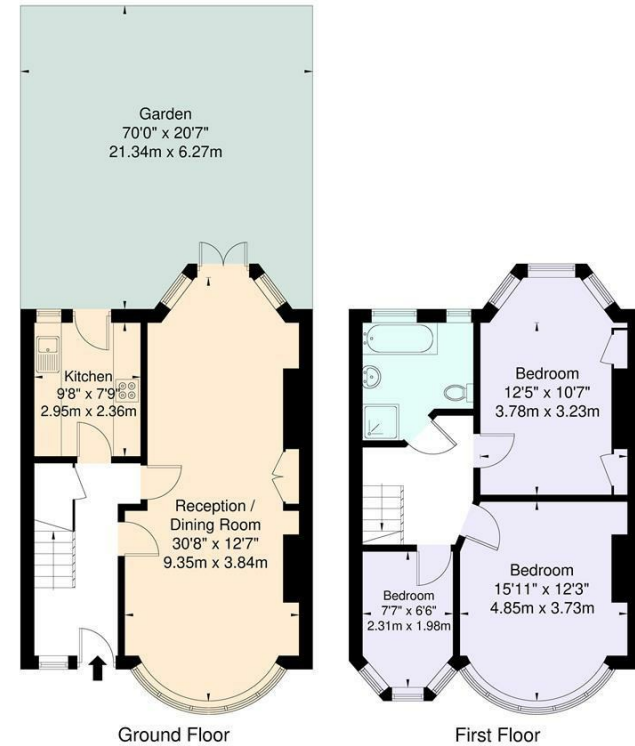 Garden
70'0" x 20'7"
21.34m x 6.27m
Kitchen
9'8" x 7'9"
2.95m x 2.36m
Reception /
Dining Room
30'8" x 12'7"
9.35m x 3.84m
Ground Floor
Bedroom
12'5" x 10'7"
3.78m x 3.23m
Bedroom
15'11" x 12'3"
4.85m x 3.73m
Bedroom
7'7" x 6'6"
2.31m x 1.98m
First Floor